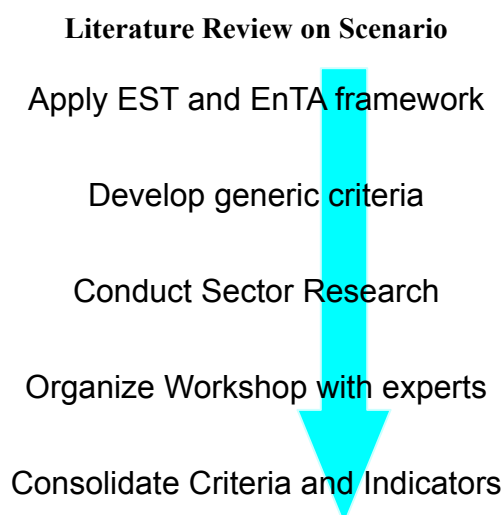 Literature Review on Scenario
Apply EST and EnTA framework
Develop generic criteria
Conduct Sector Research
Organize Workshop with experts
Consolidate Criteria and Indicators